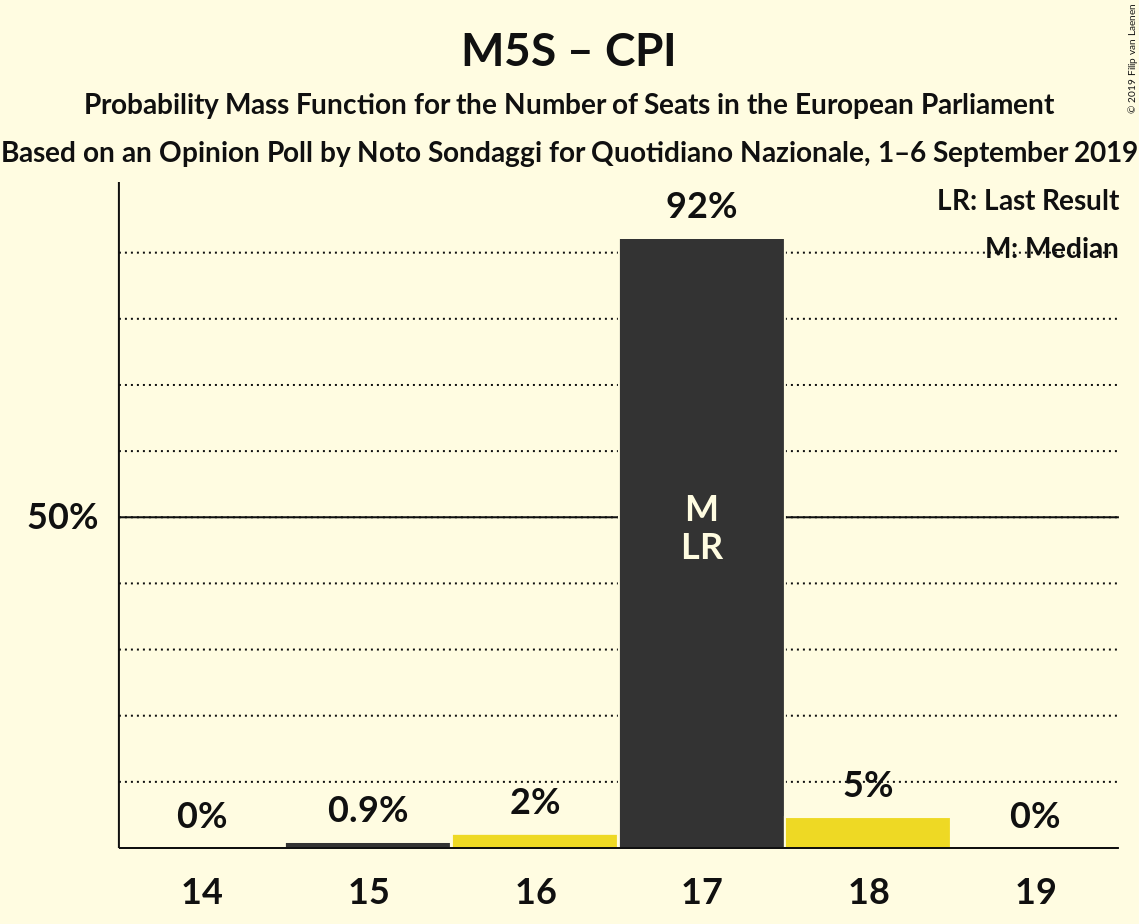 M5S – CPI
Probability Mass Function for the Number of Seats in the European Parliament
Based on an Opinion Poll by Noto Sondaggi for Quotidiano Nazionale, 1–6 September 2019
© 2019 Filip van Laenen
LR: Last Result
M: Median
92%
50%
M
LR
0%
0.9%
2%
5%
0%
14
15
16
17
18
19